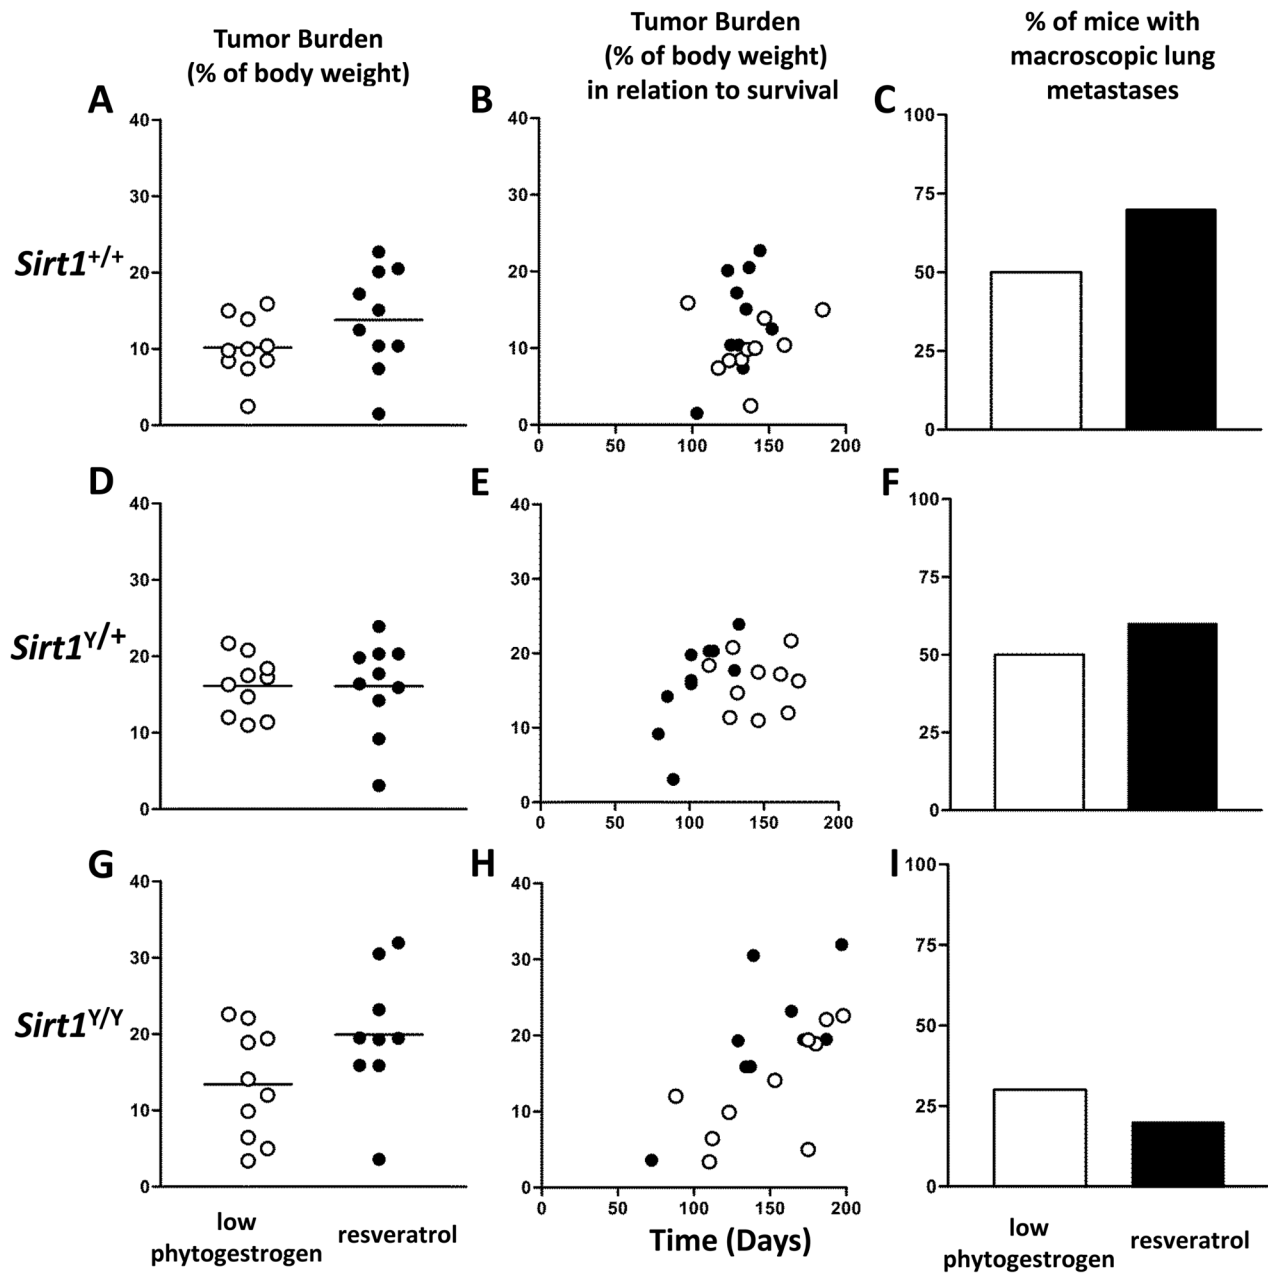 Tumor Burden
(% of body weight)
Tumor Burden
(% of body weight)
in relation to survival
% of mice with
macroscopic lung
metastases
A
40
30
20
10
0
B
40
30
20
10
0
0 50 100 150 200
C
100
75
50
25
0
Sirt1+/+
D
40
30
20
10
0
E
40
30
20
10
0
0 50 100 150 200
F
100
75
50
25
0
Sirt1Y/+
G
40
30
20
10
0
H
40
30
20
10
0
0 50 100 150 200
I
100
75
50
25
0
Sirt1Y/Y
low
phytogestrogen
resveratrol
Time (Days)
low
phytogestrogen
resveratrol